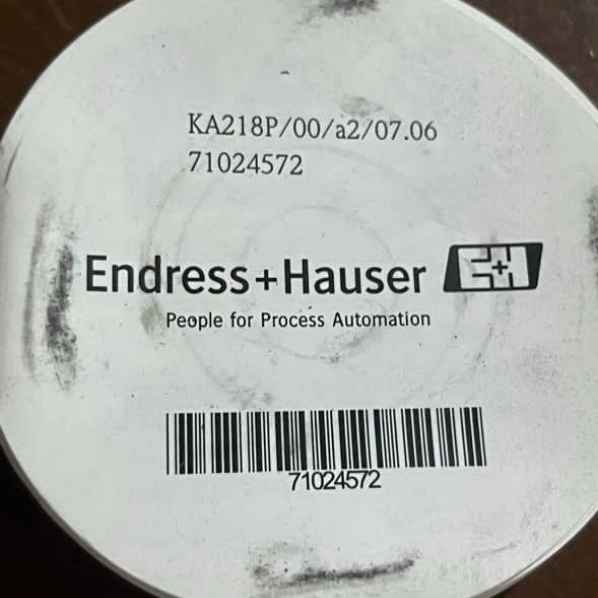 KA218P/00/a2/07.06
71024572
Endress+Hauser
People for Process Automation
71024572